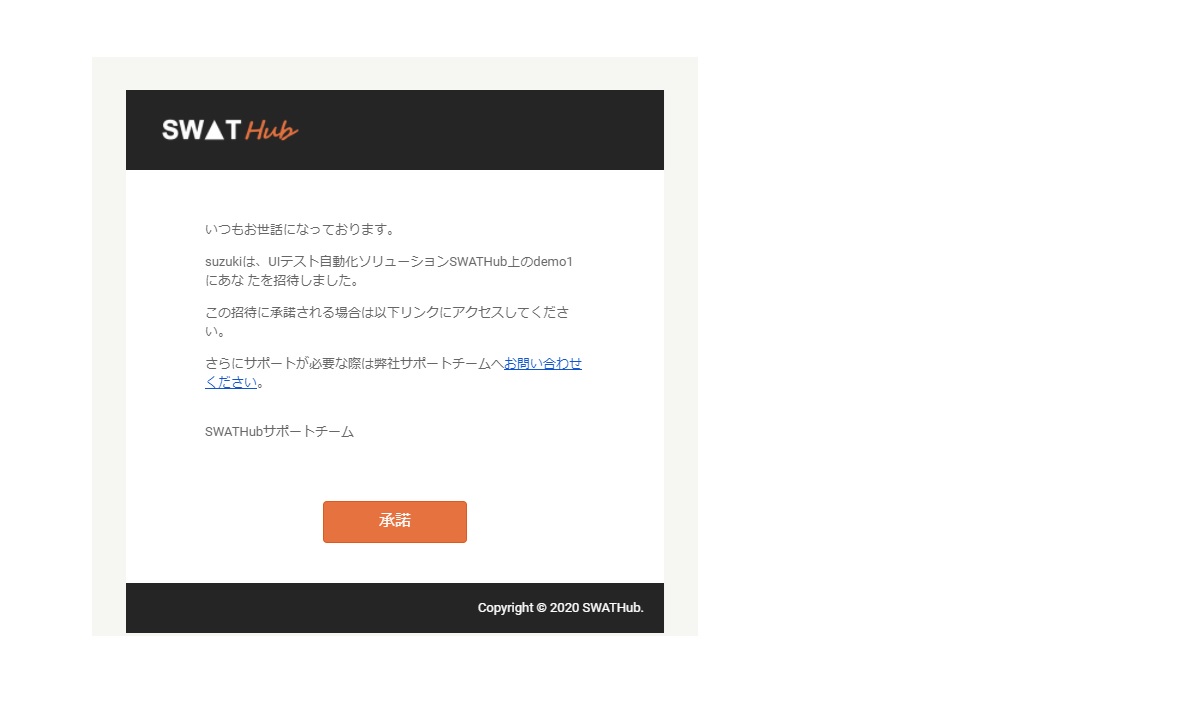 SWAT Hub
いつもお世話になっております。
suzukiは、UIテスト自動化ソリューションSWATHub上のdemo1
にあな たを招待しました。
この招待に承諾される場合は以下リンクにアクセスしてくださ
い。
さらにサポートが必要な際は弊社サポートチームへお問い合わせ
ください。
SWATHubサポートチーム
承諾
Copyright © 2020 SWATHub.